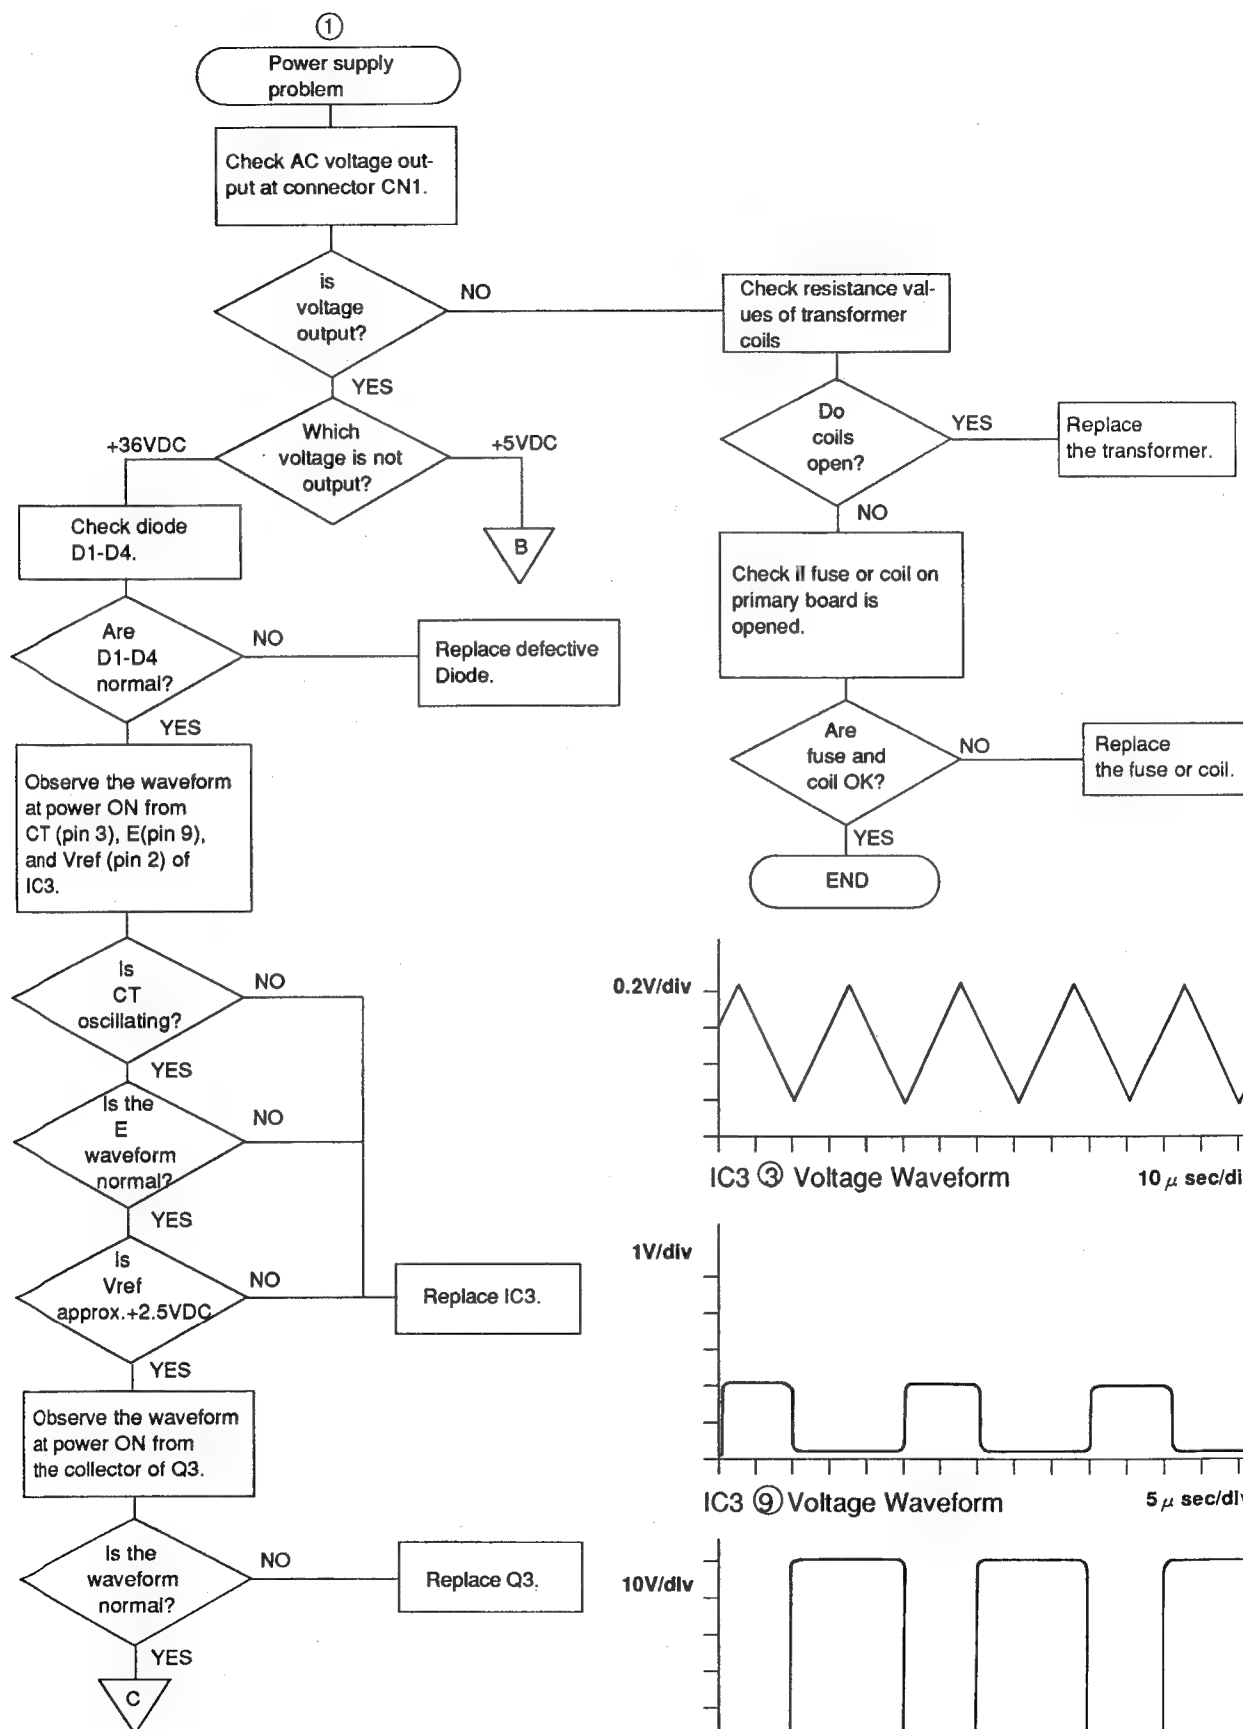 1
Power supply
problem
Check AC voltage out-
put at connector CN1.
is
voltage
output?
NO
YES
Check resistance val-
ues of transformer
coils
Do
coils
open?
YES
Replace
the transformer.
NO
Check if fuse or coil on
primary board is
opened.
Are
fuse and
coil OK?
NO
Replace
the fuse or coil.
YES
END
Which
voltage is not
output?
+36VDC
+5VDC
B
Check diode
D1-D4.
Are
D1-D4
normal?
NO
Replace defective
Diode.
YES
Observe the waveform
at power ON from
CT (pin 3), E(pin 9),
and Vref (pin 2) of
IC3.
Is
CT
oscillating?
NO
YES
Is the
E
waveform
normal?
NO
YES
Is
Vref
approx.+2.5VDC
NO
Replace IC3.
YES
Observe the waveform
at power ON from
the collector of Q3.
Is the
waveform
normal?
NO
Replace Q3.
YES
C
0.2V/div
IC3 ③ Voltage Waveform
10 μ sec/di
1V/div
IC3 ⑨ Voltage Waveform
5 μ sec/div
10V/div